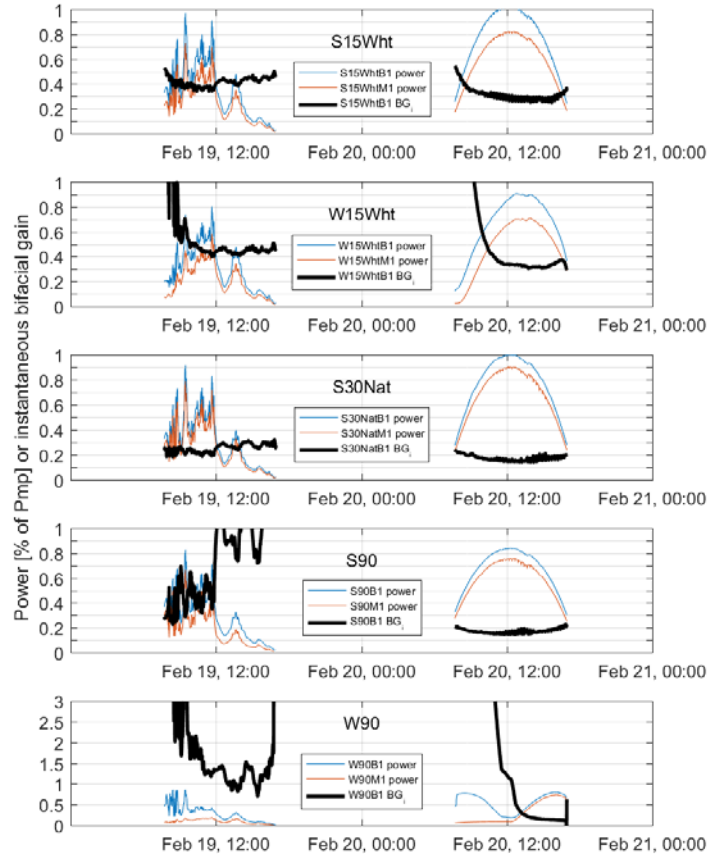 1
0.8
0.6
0.4
0.2
0
S15Wht
S15WhtB1 power
S15WhtM1 power
S15WhtB1 BGi
Feb 19, 12:00 Feb 20, 00:00 Feb 20, 12:00 Feb 21, 00:00
1
0.8
0.6
0.4
0.2
0
W15Wht
W15WhtB1 power
W15WhtM1 power
W15WhtB1 BGi
Feb 19, 12:00 Feb 20, 00:00 Feb 20, 12:00 Feb 21, 00:00
Power [% of Pmp] or instantaneous bifacial gain
1
0.8
0.6
0.4
0.2
0
S30Nat
S30NatB1 power
S30NatM1 power
S30NatB1 BGi
Feb 19, 12:00 Feb 20, 00:00 Feb 20, 12:00 Feb 21, 00:00
1
0.8
0.6
0.4
0.2
0
S90
S90B1 power
S90M1 power
S90B1 BGi
Feb 19, 12:00 Feb 20, 00:00 Feb 20, 12:00 Feb 21, 00:00
3
2.5
2
1.5
1
0.5
0
W90
W90B1 power
W90M1 power
W90B1 BGi
Feb 19, 12:00 Feb 20, 00:00 Feb 20, 12:00 Feb 21, 00:00